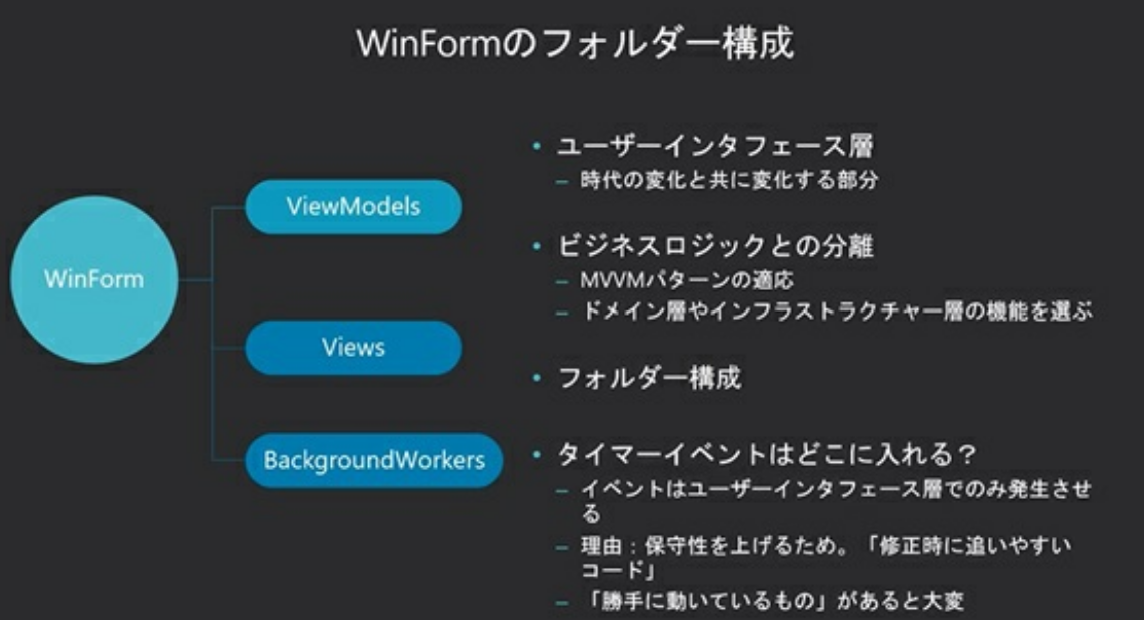 WinFormのフォルダー構成
WinForm
ViewModels
Views
BackgroundWorkers
• ユーザーインタフェース層
– 時代の変化と共に変化する部分
• ビジネスロジックとの分離
– MVVMパターンの適応
– ドメイン層やインフラストラクチャー層の機能を選ぶ
• フォルダー構成
• タイマーイベントはどこに入れる？
– イベントはユーザーインタフェース層でのみ発生させ
る
– 理由：保守性を上げるため。「修正時に追いやすい
コード」
– 「勝手に動いているもの」があると大変